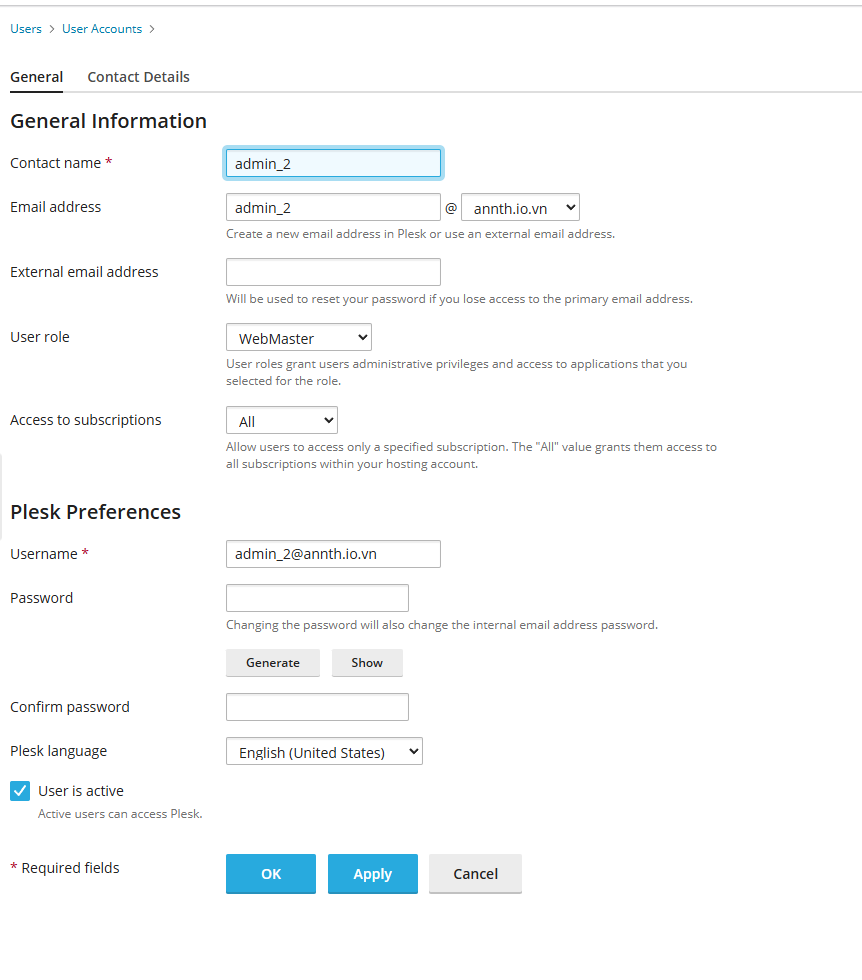 Users > User Accounts >
General Contact Details
General Information
Contact name * admin_2
Email address admin_2 @ annth.io.vn
Create a new email address in Plesk or use an external email address.
External email address
Will be used to reset your password if you lose access to the primary email address.
User role WebMaster
User roles grant users administrative privileges and access to applications that you
selected for the role.
Access to subscriptions All
Allow users to access only a specified subscription. The "All" value grants them access to
all subscriptions within your hosting account.
Plesk Preferences
Username * admin_2@annth.io.vn
Password
Changing the password will also change the internal email address password.
Generate Show
Confirm password
Plesk language English (United States)
User is active
Active users can access Plesk.
* Required fields OK Apply Cancel